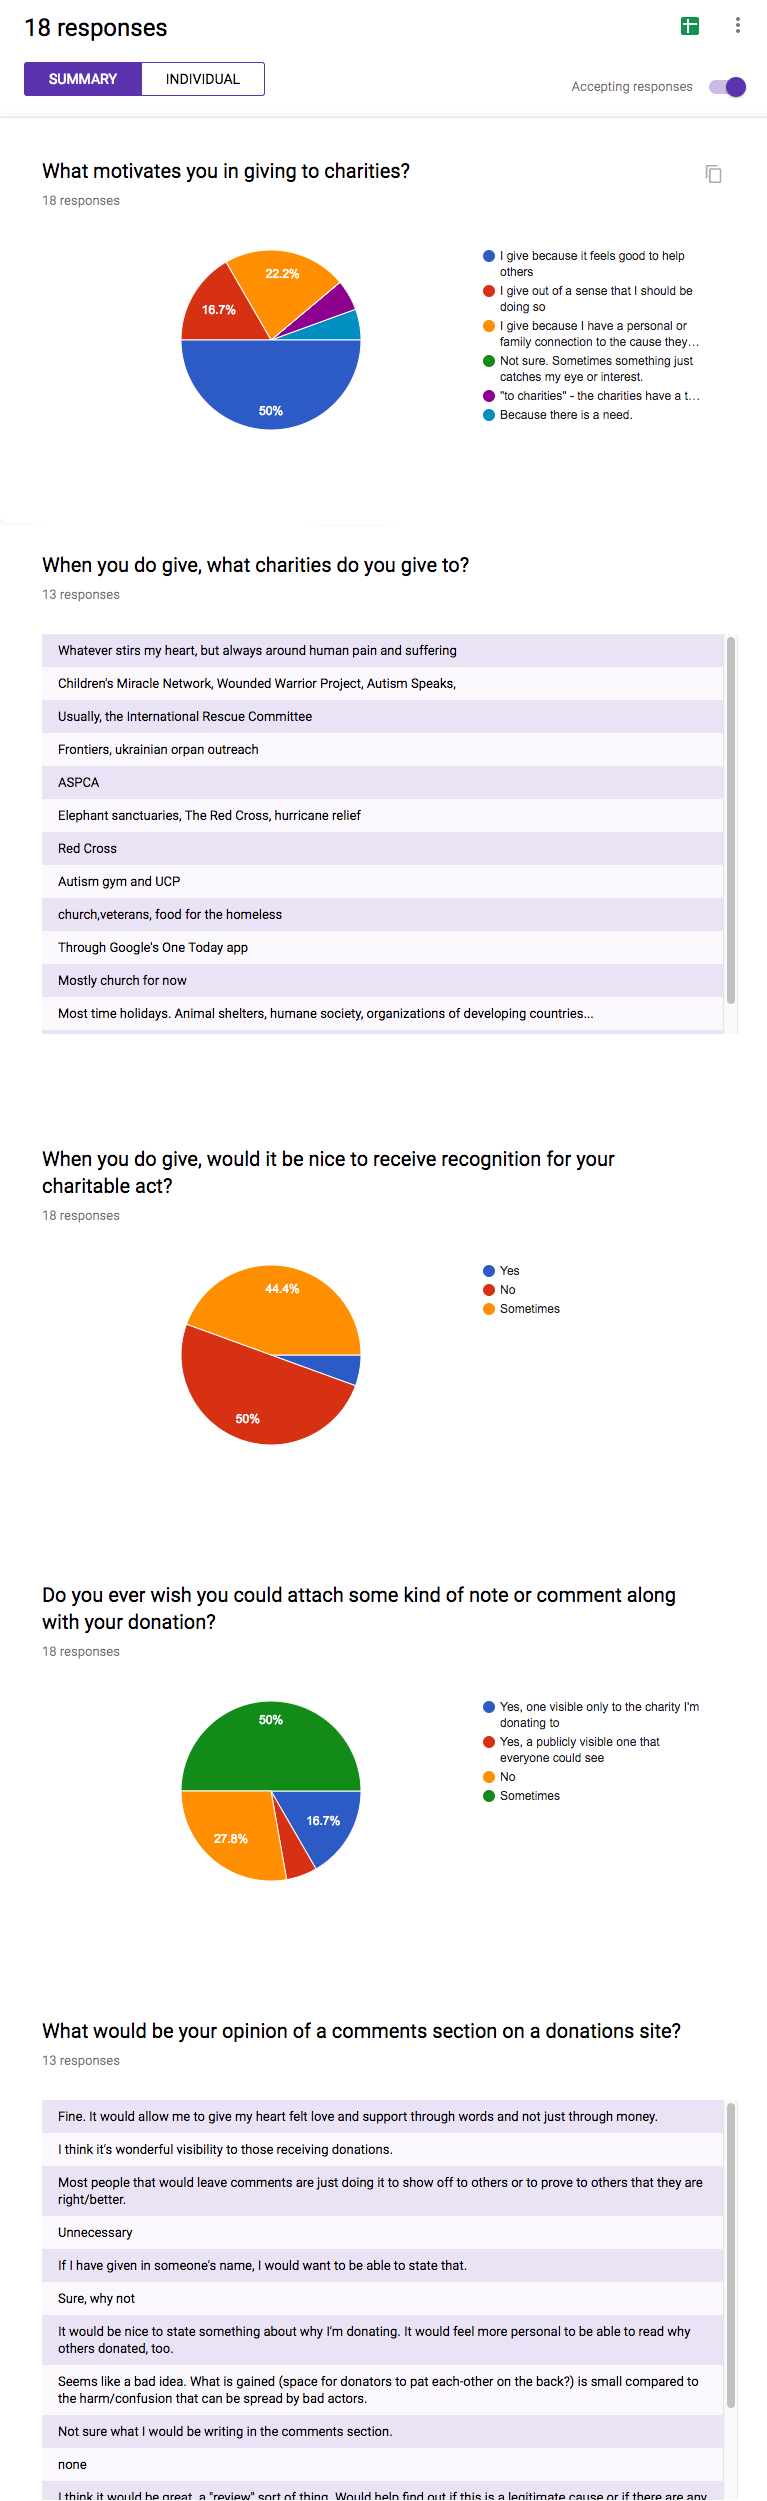 18 responses
SUMMARY
INDIVIDUAL
Accepting responses
What motivates you in giving to charities?
18 responses
22.2%
16.7%
50%
I give because it feels good to help
others
I give out of a sense that I should be
doing so
I give because I have a personal or
family connection to the cause they…
Not sure. Sometimes something just
catches my eye or interest.
"to charities" - the charities have a t…
Because there is a need.
When you do give, what charities do you give to?
13 responses
Whatever stirs my heart, but always around human pain and suffering
Children's Miracle Network, Wounded Warrior Project, Autism Speaks,
Usually, the International Rescue Committee
Frontiers, ukrainian orpan outreach
ASPCA
Elephant sanctuaries, The Red Cross, hurricane relief
Red Cross
Autism gym and UCP
church,veterans, food for the homeless
Through Google's One Today app
Mostly church for now
Most time holidays. Animal shelters, humane society, organizations of developing countries...
When you do give, would it be nice to receive recognition for your
charitable act?
18 responses
44.4%
50%
Yes
No
Sometimes
Do you ever wish you could attach some kind of note or comment along
with your donation?
18 responses
50%
16.7%
27.8%
Yes, one visible only to the charity I'm
donating to
Yes, a publicly visible one that
everyone could see
No
Sometimes
What would be your opinion of a comments section on a donations site?
13 responses
Fine. It would allow me to give my heart felt love and support through words and not just through money.
I think it's wonderful visibility to those receiving donations.
Most people that would leave comments are just doing it to show off to others or to prove to others that they are
right/better.
Unnecessary
If I have given in someone's name, I would want to be able to state that.
Sure, why not
It would be nice to state something about why I'm donating. It would feel more personal to be able to read why
others donated, too.
Seems like a bad idea. What is gained (space for donators to pat each-other on the back?) is small compared to
the harm/confusion that can be spread by bad actors.
Not sure what I would be writing in the comments section.
none
I think it would be great, a "review" sort of thing. Would help find out if this is a legitimate cause or if there are any